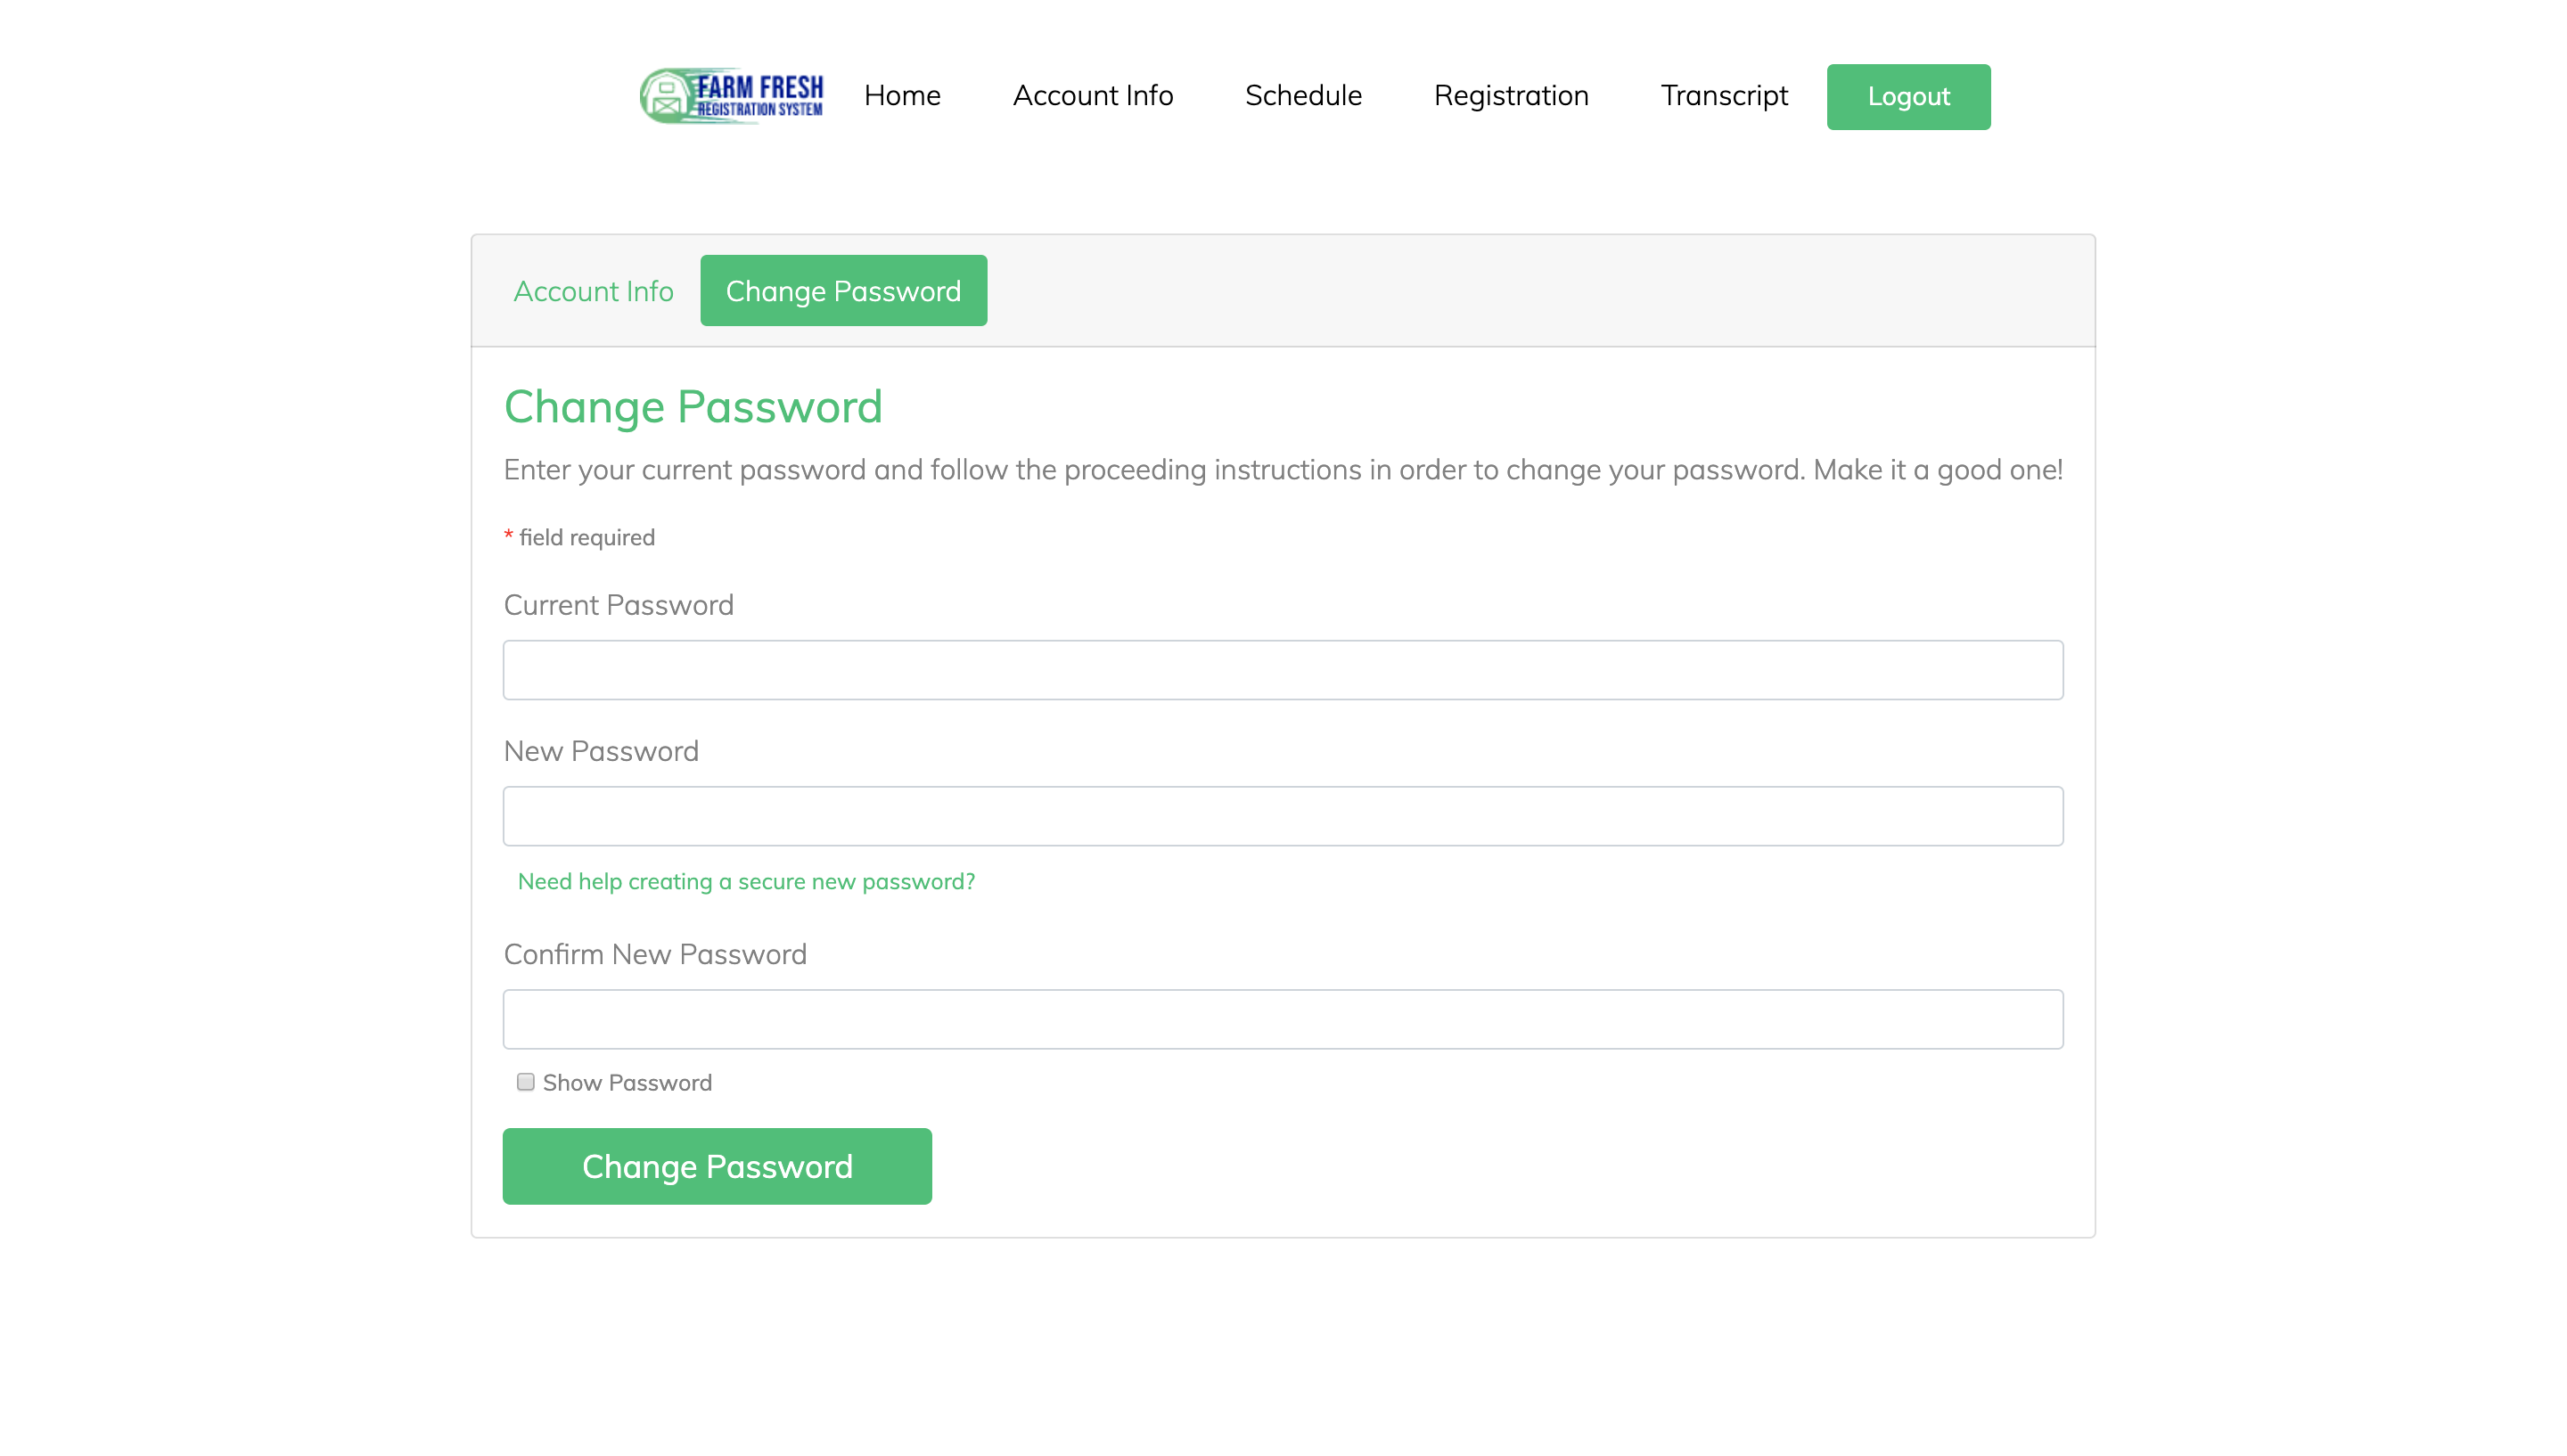 FARM FRESH
REGISTRATION SYSTEM
Home
Account Info
Schedule
Registration
Transcript
Logout
Account Info
Change Password
Change Password
Enter your current password and follow the proceeding instructions in order to change your password. Make it a good one!
* field required
Current Password
New Password
Need help creating a secure new password?
Confirm New Password
Show Password
Change Password